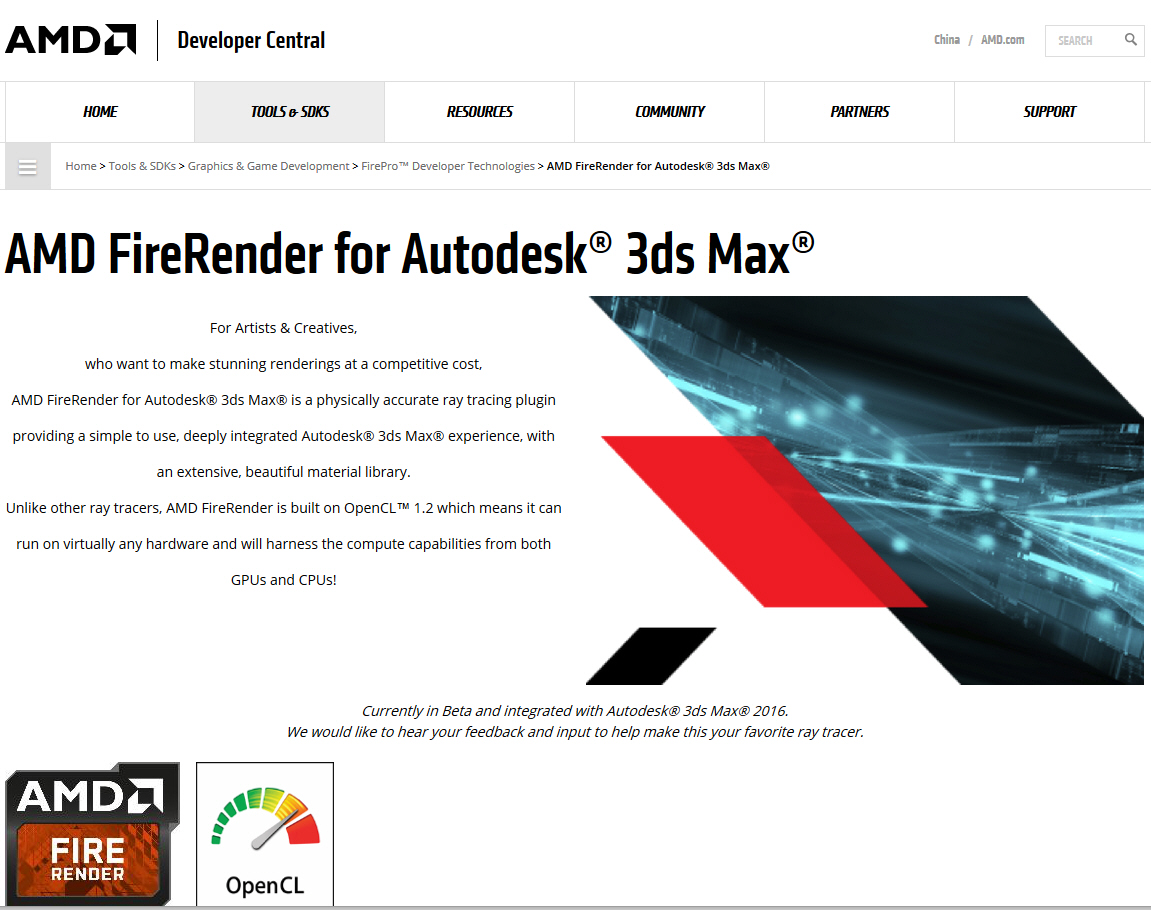 AMD
Developer Central
China / AMD.com
SEARCH
HOME
TOOLS & SDKS
RESOURCES
COMMUNITY
PARTNERS
SUPPORT
Home > Tools & SDKs > Graphics & Game Development > FirePro™ Developer Technologies > AMD FireRender for Autodesk® 3ds Max®
AMD FireRender for Autodesk® 3ds Max®
For Artists & Creatives,
who want to make stunning renderings at a competitive cost,
AMD FireRender for Autodesk® 3ds Max® is a physically accurate ray tracing plugin
providing a simple to use, deeply integrated Autodesk® 3ds Max® experience, with
an extensive, beautiful material library.
Unlike other ray tracers, AMD FireRender is built on OpenCL™ 1.2 which means it can
run on virtually any hardware and will harness the compute capabilities from both
GPUs and CPUs!
Currently in Beta and integrated with Autodesk® 3ds Max® 2016.
We would like to hear your feedback and input to help make this your favorite ray tracer.
AMD
FIRE
RENDER
OpenCL